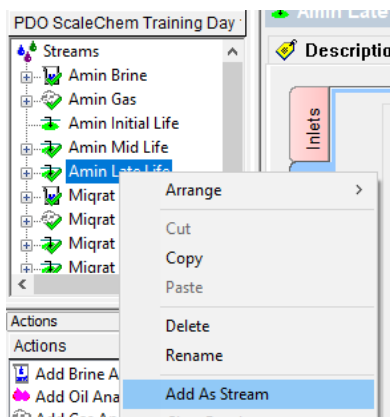 PDO ScaleChem Training Day
Amin Late
Streams
Descriptio
Amin Brine
Amin Gas
Amin Initial Life
Amin Mid Life
Amin Late Life
Inlets
Miqrat
Miqrat
Miqrat
Miqrat
Arrange
Cut
Copy
Paste
Delete
Rename
Add As Stream
Actions
Actions
Add Brine A
Add Oil Ana